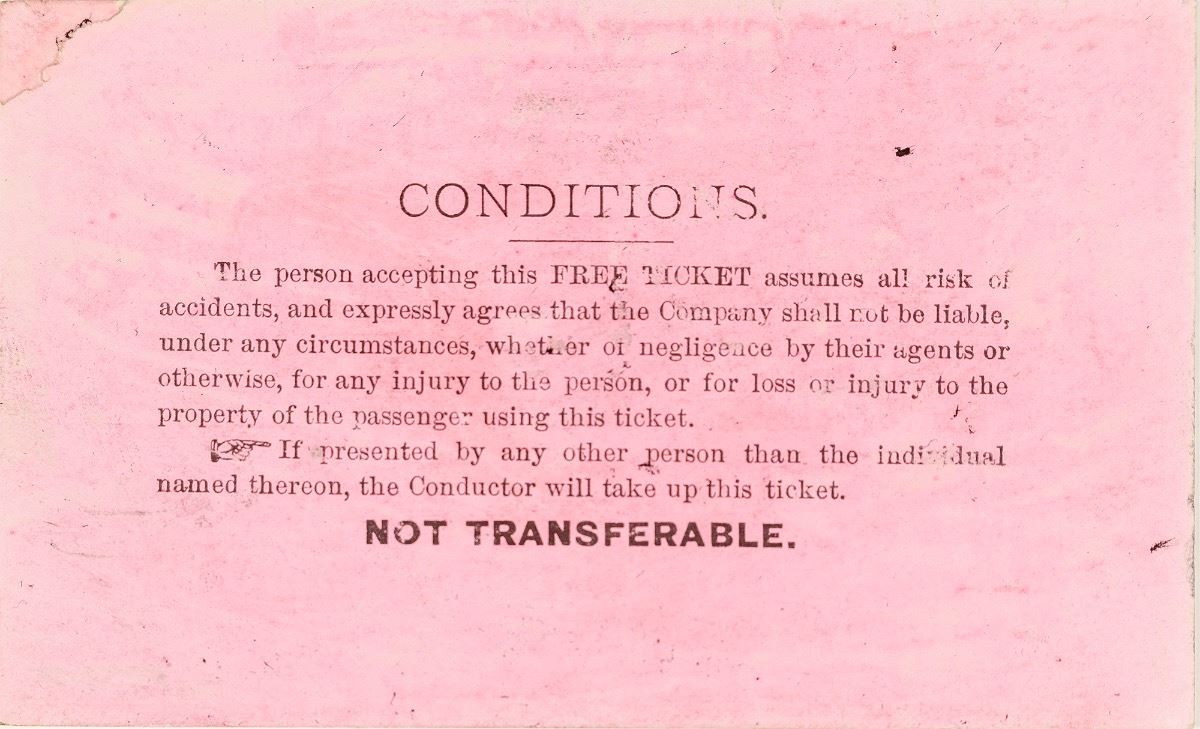 CONDITIONS.
The person accepting this FREE TICKET assumes all risk of
accidents, and expressly agrees that the Company shall not be liable,
under any circumstances, whether of negligence by their agents or
otherwise, for any injury to the person, or for loss or injury to the
property of the passenger using this ticket.
☞ If presented by any other person than the individual
named thereon, the Conductor will take up this ticket.
NOT TRANSFERABLE.